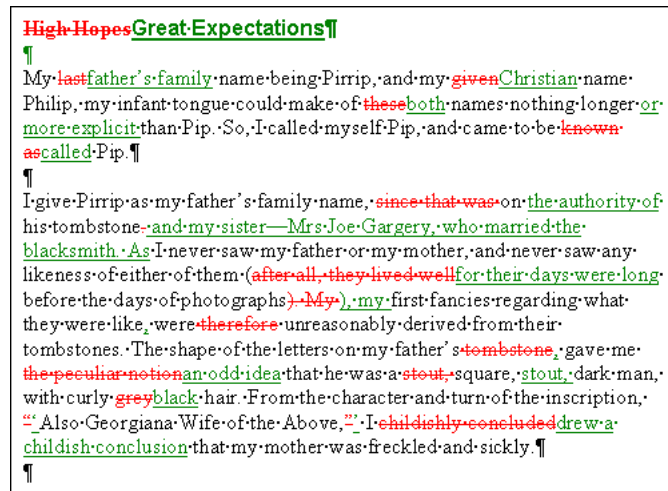 High HopesGreat Expectations¶
¶
My lastfather’s family name being Pirrip, and my givenChristian name
Philip, my infant tongue could make of theseboth names nothing longer or
more explicit than Pip. So, I called myself Pip, and came to be known
ascalled Pip.¶
¶
I give Pirrip as my father’s family name, since that was on the authority of
his tombstone. and my sister—Mrs Joe Gargery, who married the
blacksmith. As I never saw my father or my mother, and never saw any
likeness of either of them (after all, they lived wellfor their days were long
before the days of photographs). My ), my first fancies regarding what
they were like, were therefore unreasonably derived from their
tombstones. The shape of the letters on my father’s tombstone, gave me
the peculiar notionan odd idea that he was a stout, square, stout, dark man,
with curly greyblack hair. From the character and turn of the inscription,
“‘Also Georgiana Wife of the Above,”’ I childishly concludeddrew a
childish conclusion that my mother was freckled and sickly.¶
¶